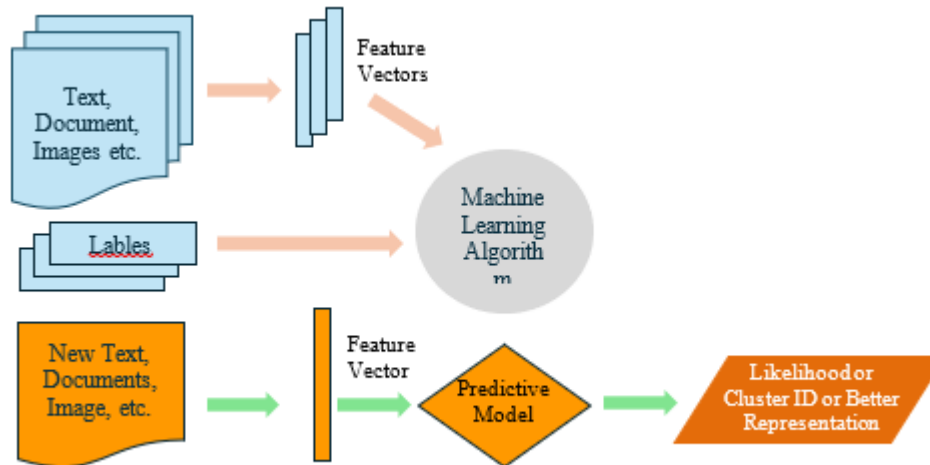 Text,
Document,
Images etc.
Feature
Vectors
Machine
Learning
Algorith
m
Lables
New Text,
Documents,
Image, etc.
Feature
Vector
Predictive
Model
Likelihood or
Cluster ID or Better
Representation